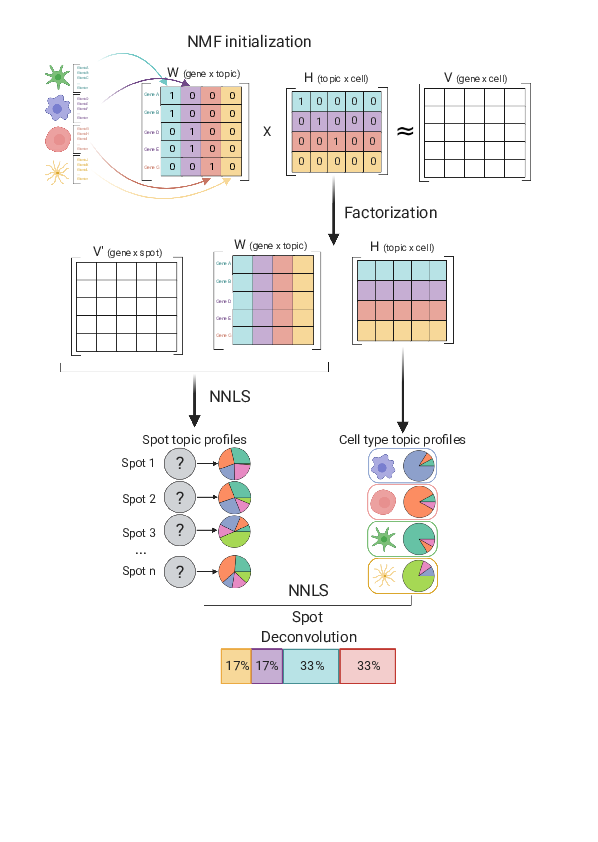 NMF initialization
W (gene x topic)
H (topic x cell)
V (gene x cell)
Gene A 1 0 0 0
Gene B 1 0 0 0
Gene D 0 1 0 0
Gene E 0 1 0 0
Gene G 0 0 1 0
x
1 0 0 0 0
0 1 0 0 0
0 0 1 0 0
0 0 0 0 0
≈
Factorization
V' (gene x spot)
W (gene x topic)
H (topic x cell)
Gene A
Gene B
Gene D
Gene E
Gene G
NNLS
Spot topic profiles
Cell type topic profiles
Spot 1 ?
Spot 2 ?
Spot 3 ?
...
Spot n ?
NNLS
Spot
Deconvolution
17% 17% 33% 33%